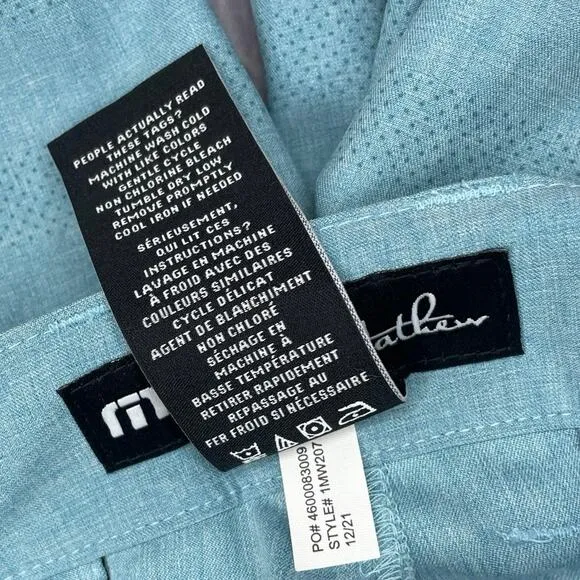 PEOPLE ACTUALLY READ
THESE TAGS?
MACHINE WASH COLD
WITH LIKE COLORS
GENTLE CYCLE
NON CHLORINE BLEACH
TUMBLE DRY LOW
REMOVE PROMPTLY
COOL IRON IF NEEDED
SÉRIEUSEMENT,
QUI LIT CES
INSTRUCTIONS?
LAVAGE EN MACHINE
À FROID AVEC DES
COULEURS SIMILAIRES
CYCLE DÉLICAT
AGENT DE BLANCHIMENT
NON CHLORÉ
SÉCHAGE EN
MACHINE À
BASSE TEMPÉRATURE
RETIRER RAPIDEMENT
REPASSAGE AU
FER FROID SI NÉCESSAIRE
athew
PO# 4600083009
STYLE# 1MW207
12/21